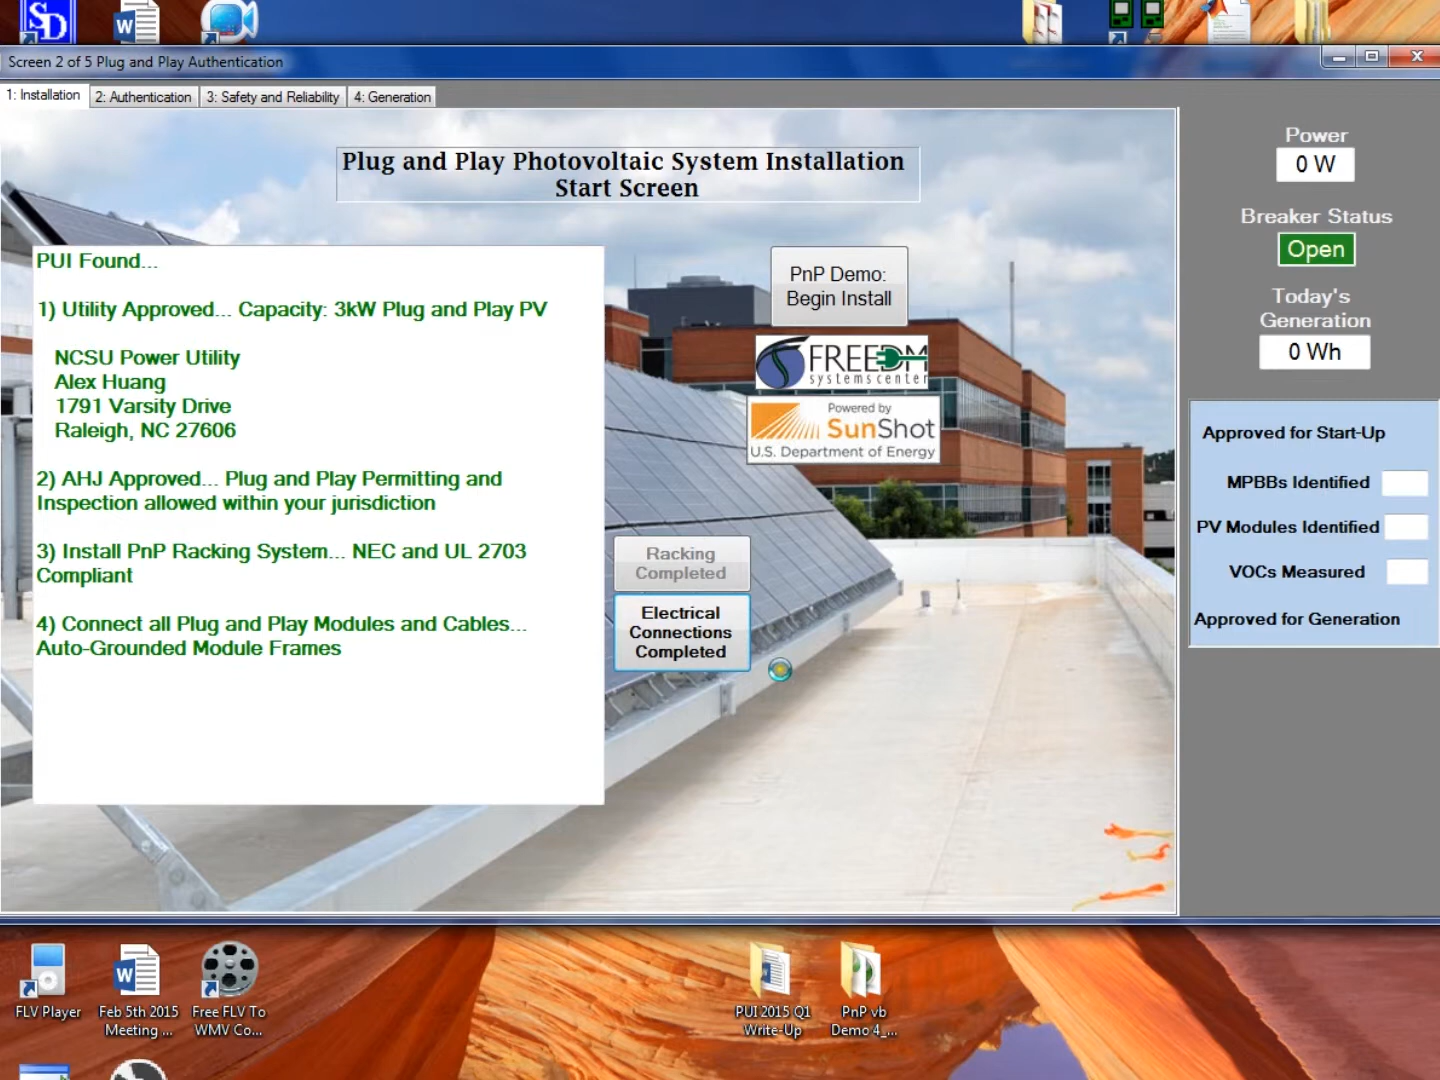 SD
W
Screen 2 of 5 Plug and Play Authentication
1: Installation
2: Authentication
3: Safety and Reliability
4: Generation
Plug and Play Photovoltaic System Installation
Start Screen
PUI Found...
1) Utility Approved... Capacity: 3kW Plug and Play PV
NCSU Power Utility
Alex Huang
1791 Varsity Drive
Raleigh, NC 27606
2) AHJ Approved... Plug and Play Permitting and
Inspection allowed within your jurisdiction
3) Install PnP Racking System... NEC and UL 2703
Compliant
4) Connect all Plug and Play Modules and Cables...
Auto-Grounded Module Frames
PnP Demo:
Begin Install
FREEDM
systemscenter
Powered by
SunShot
U.S. Department of Energy
Racking
Completed
Electrical
Connections
Completed
Power
0 W
Breaker Status
Open
Today's
Generation
0 Wh
Approved for Start-Up
MPBBs Identified
PV Modules Identified
VOCs Measured
Approved for Generation
W
FLV Player
Feb 5th 2015
Meeting ...
Free FLV To
WMV Co...
PUI 2015 Q1
Write-Up
PnP vb
Demo 4_...